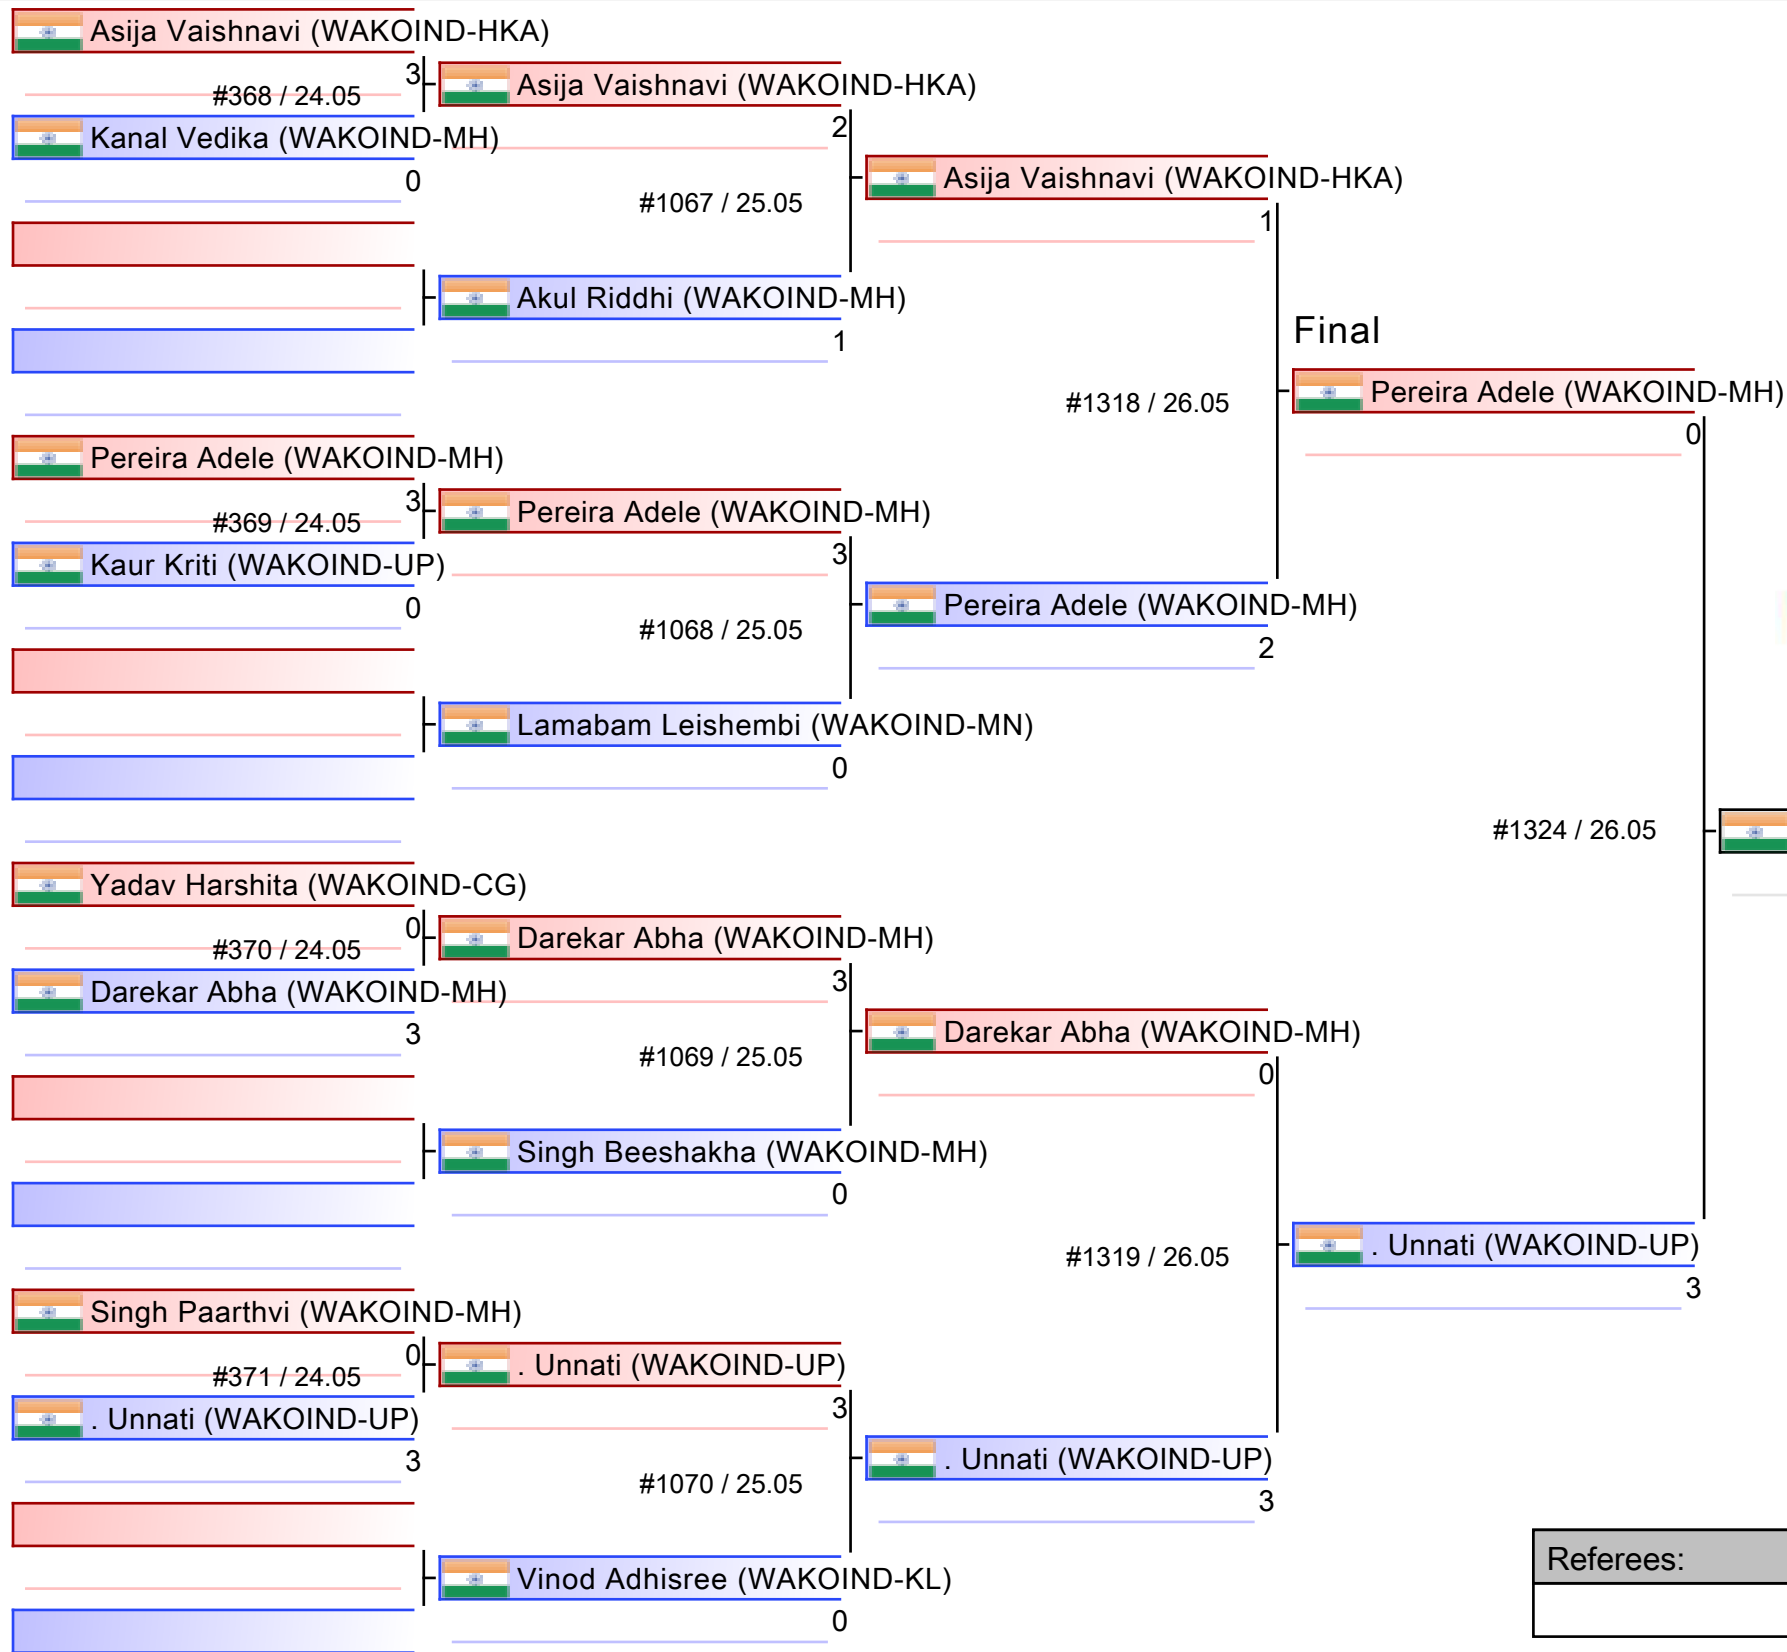 Asija Vaishnavi (WAKOIND-HKA)
3
#368 / 24.05
Kanal Vedika (WAKOIND-MH)
0
Pereira Adele (WAKOIND-MH)
3
#369 / 24.05
Kaur Kriti (WAKOIND-UP)
0
Yadav Harshita (WAKOIND-CG)
0
#370 / 24.05
Darekar Abha (WAKOIND-MH)
3
Singh Paarthvi (WAKOIND-MH)
0
#371 / 24.05
. Unnati (WAKOIND-UP)
3
Asija Vaishnavi (WAKOIND-HKA)
2
#1067 / 25.05
Akul Riddhi (WAKOIND-MH)
1
Pereira Adele (WAKOIND-MH)
3
#1068 / 25.05
Lamabam Leishembi (WAKOIND-MN)
0
Darekar Abha (WAKOIND-MH)
3
#1069 / 25.05
Singh Beeshakha (WAKOIND-MH)
0
. Unnati (WAKOIND-UP)
3
#1070 / 25.05
Vinod Adhisree (WAKOIND-KL)
0
Asija Vaishnavi (WAKOIND-HKA)
1
#1318 / 26.05
Pereira Adele (WAKOIND-MH)
2
Darekar Abha (WAKOIND-MH)
0
#1319 / 26.05
. Unnati (WAKOIND-UP)
3
Final
Pereira Adele (WAKOIND-MH)
0
#1324 / 26.05
. Unnati (WAKOIND-UP)
3
Referees: